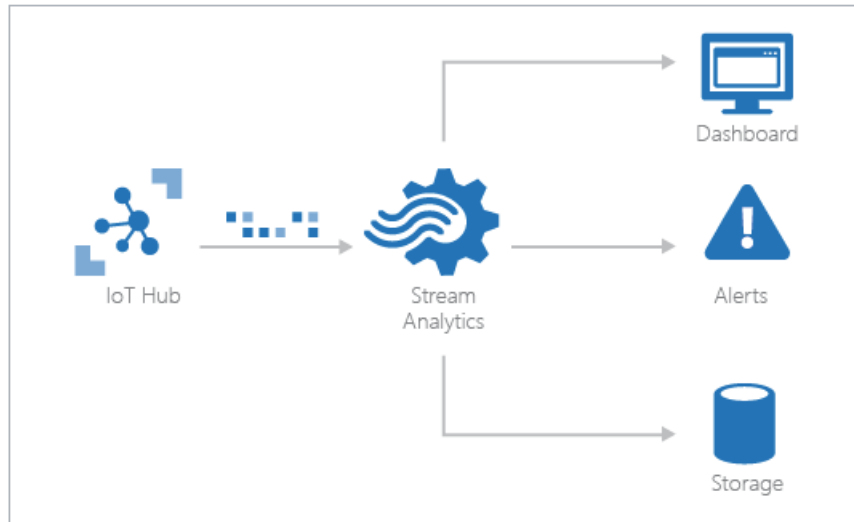 Dashboard
IoT Hub
Stream
Analytics
Alerts
Storage